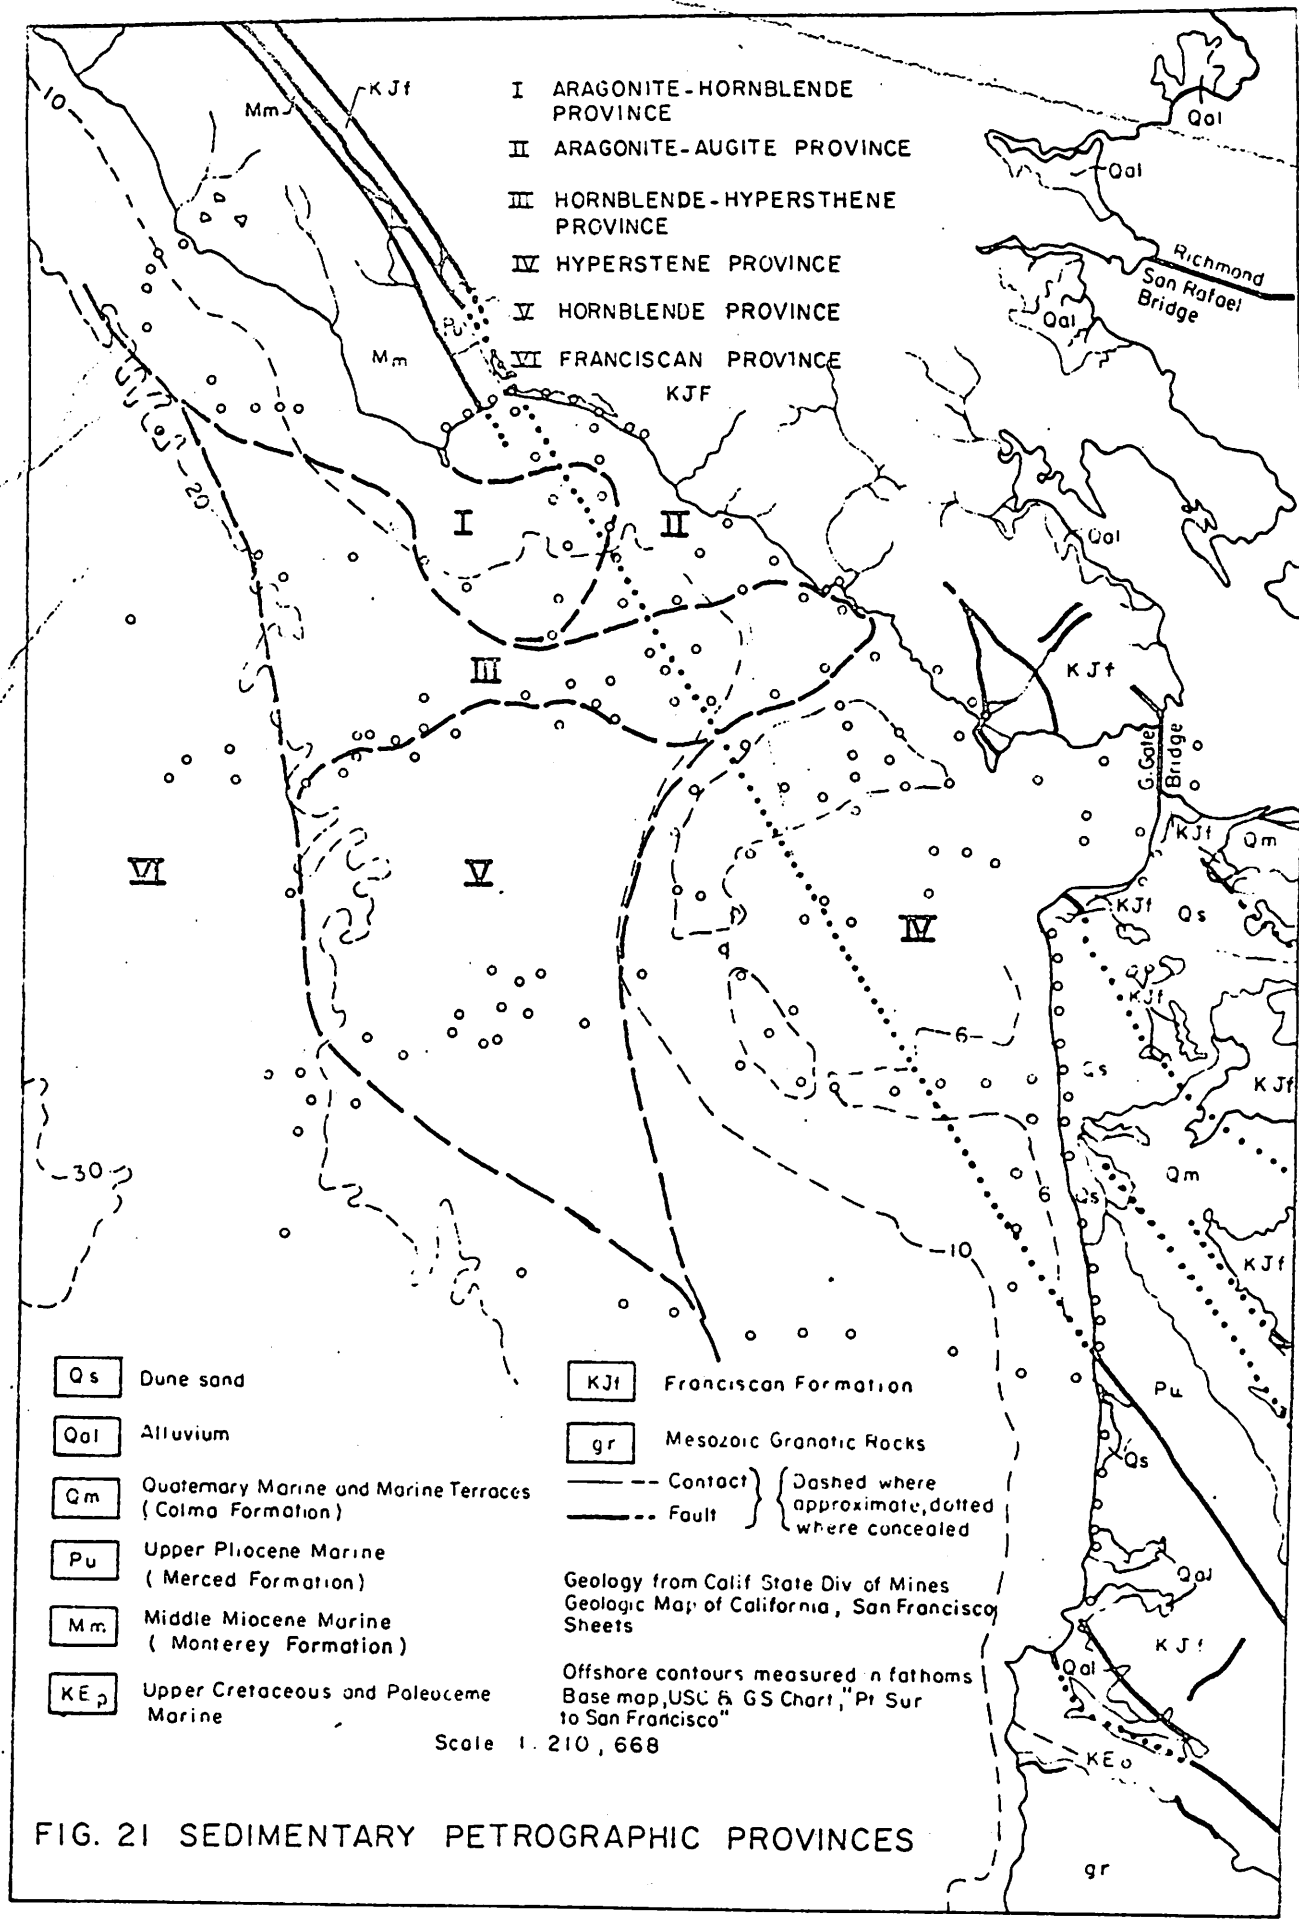 10
KJf
Mm
I ARAGONITE-HORNBLENDE
PROVINCE
II ARAGONITE-AUGITE PROVINCE
III HORNBLENDE-HYPERSTHENE
PROVINCE
IV HYPERSTENE PROVINCE
V HORNBLENDE PROVINCE
VI FRANCISCAN PROVINCE
KJF
Qal
Qal
Richmond
San Rafael
Bridge
Qal
Pu
Mm
20
I
II
Qal
III
KJf
G.Gate
Bridge
VI
V
IV
KJf
Qm
KJf
Qs
KJf
6
Qs
KJf
30
Qm
6
Qs
10
KJf
Pu
Qs
Qal
KJf
Qal
KEp
gr
Qs Dune sand
Qal Alluvium
Qm Quaternary Marine and Marine Terraces
(Colma Formation)
Pu Upper Pliocene Marine
( Merced Formation)
Mm Middle Miocene Marine
( Monterey Formation)
KEp Upper Cretaceous and Poleoceme
Marine
KJf Franciscan Formation
gr Mesozoic Granatic Rocks
Contact
Fault
Dashed where
approximate, dotted
where concealed
Geology from Calif State Div of Mines
Geologic Map of California, San Francisco
Sheets
Offshore contours measured n fathoms
Base map, USC & GS Chart, "Pt Sur
to San Francisco"
Scale 1. 210, 668
FIG. 21 SEDIMENTARY PETROGRAPHIC PROVINCES